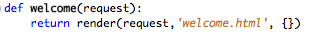 def welcome(request):
    return render(request,'welcome.html', {})